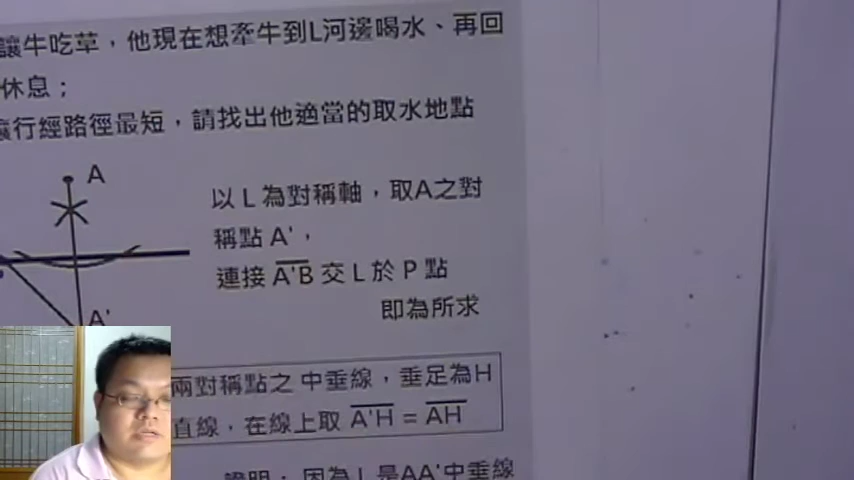 讓牛吃草，他現在想牽牛到L河邊喝水、再回
休息；
讓行經路徑最短，請找出他適當的取水地點
A
以 L 為對稱軸，取A之對
稱點 A'，
連接 A'B 交 L 於 P 點
即為所求
A'
兩對稱點之 中垂線，垂足為H
直線，在線上取 A'H = AH
證明： 因為 L 是AA'中垂線